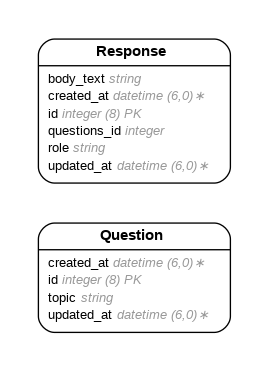 Response
body_text string
created_at datetime (6,0)∗
id integer (8) PK
questions_id integer
role string
updated_at datetime (6,0)∗
Question
created_at datetime (6,0)∗
id integer (8) PK
topic string
updated_at datetime (6,0)∗